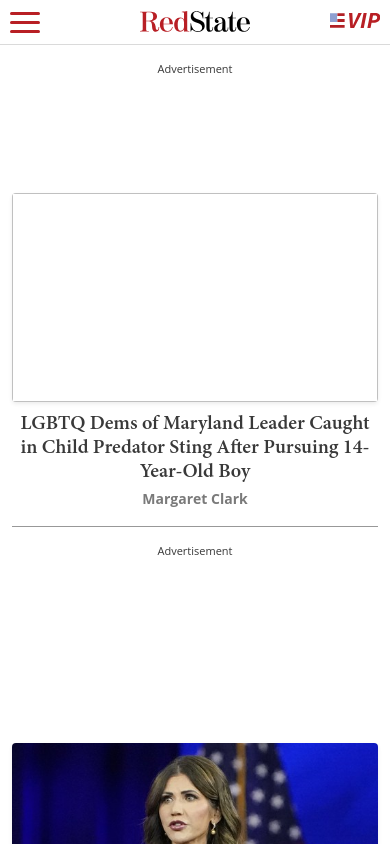 RedState
VIP
Advertisement
LGBTQ Dems of Maryland Leader Caught
in Child Predator Sting After Pursuing 14-
Year-Old Boy
Margaret Clark
Advertisement